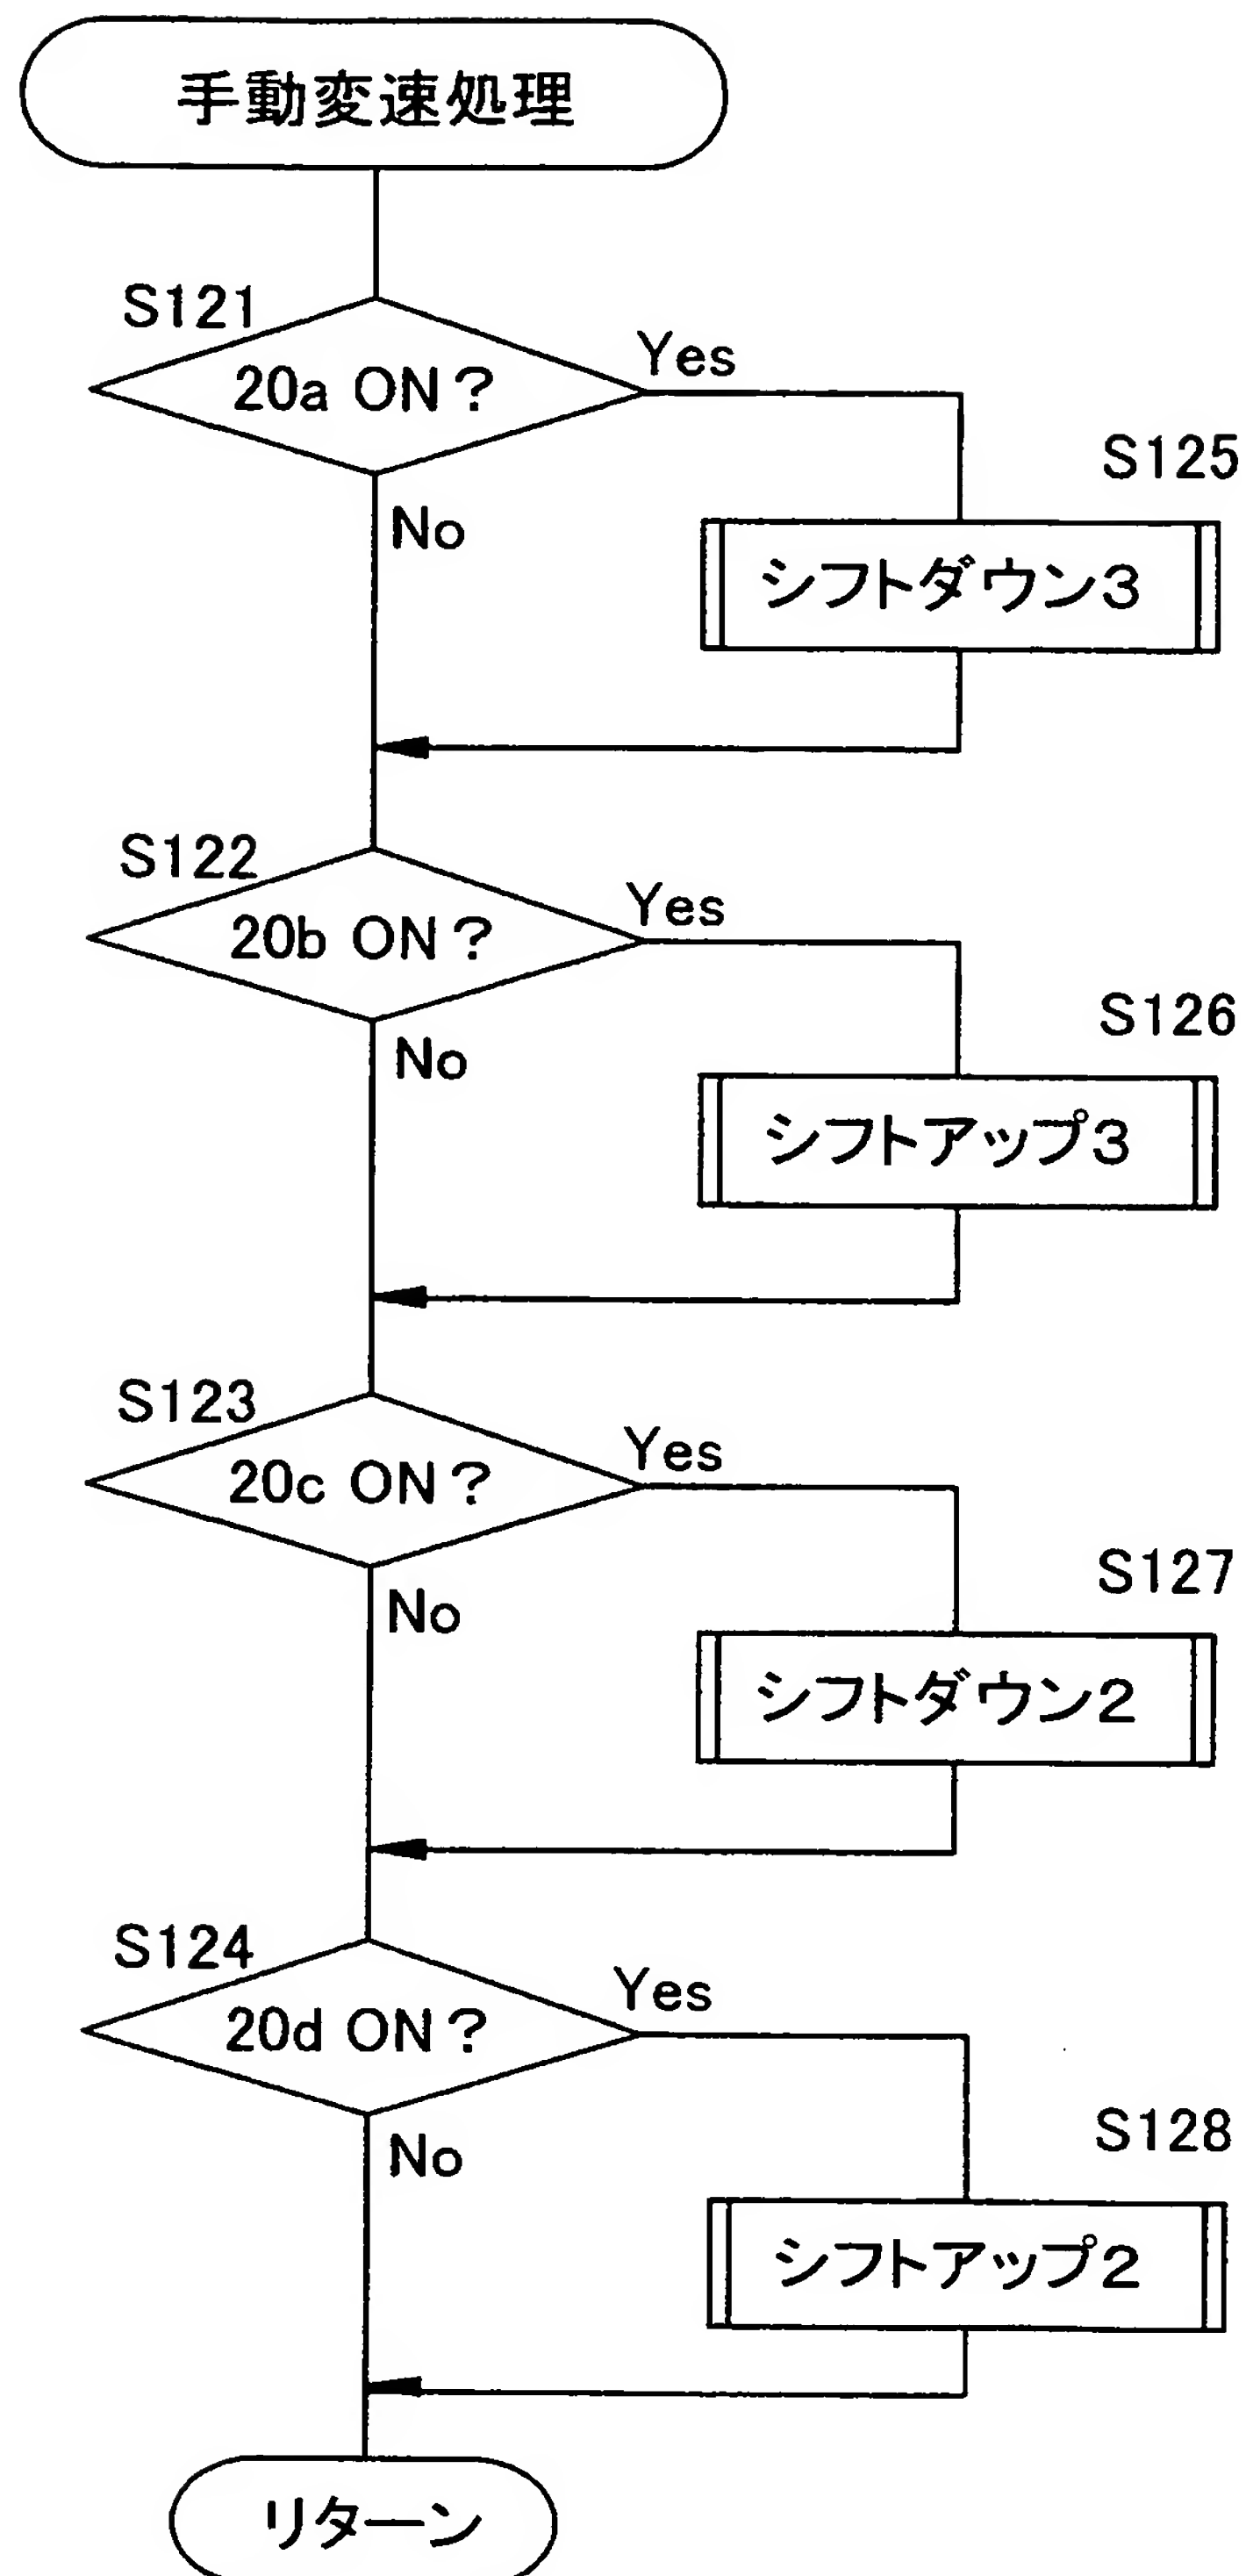 手動変速処理
S121
20a ON?
Yes
No
S125
シフトダウン3
S122
20b ON?
Yes
No
S126
シフトアップ3
S123
20c ON?
Yes
No
S127
シフトダウン2
S124
20d ON?
Yes
No
S128
シフトアップ2
リターン